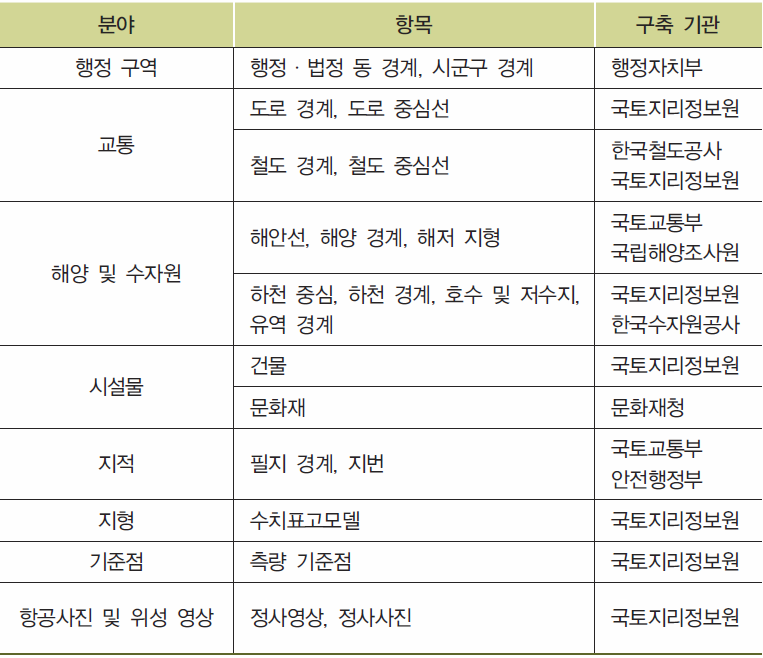 분야 항목 구축 기관
행정 구역 행정 · 법정 동 경계, 시군구 경계 행정자치부
교통 도로 경계, 도로 중심선 국토지리정보원
철도 경계, 철도 중심선 한국철도공사
국토지리정보원
해양 및 수자원 해안선, 해양 경계, 해저 지형 국토교통부
국립해양조사원
하천 중심, 하천 경계, 호수 및 저수지, 국토지리정보원
유역 경계 한국수자원공사
시설물 건물 국토지리정보원
문화재 문화재청
지적 필지 경계, 지번 국토교통부
안전행정부
지형 수치표고모델 국토지리정보원
기준점 측량 기준점 국토지리정보원
항공사진 및 위성 영상 정사영상, 정사사진 국토지리정보원